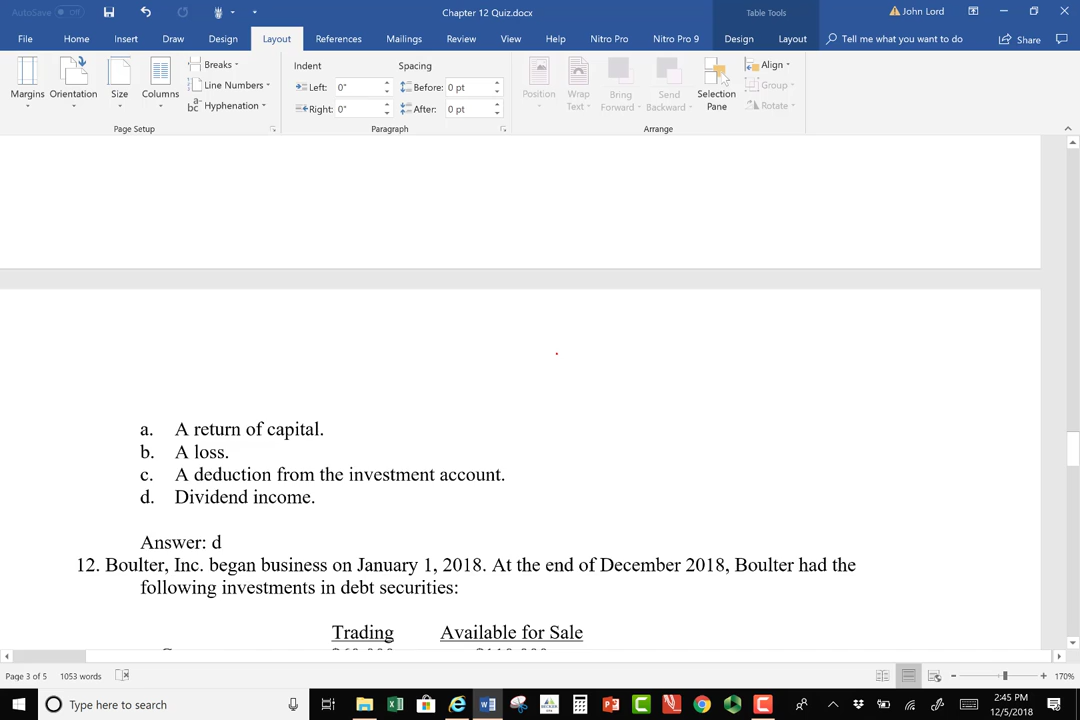 AutoSave Off
Chapter 12 Quiz.docx
Table Tools
John Lord
File Home Insert Draw Design Layout References Mailings Review View Help Nitro Pro Nitro Pro 9 Design Layout Tell me what you want to do Share
Margins Orientation Size Columns
Breaks
Line Numbers
Hyphenation
Page Setup
Indent
Left: 0"
Right: 0"
Spacing
Before: 0 pt
After: 0 pt
Paragraph
Position Wrap Text Bring Forward Send Backward Selection Pane
Align
Group
Rotate
Arrange
a. A return of capital.
b. A loss.
c. A deduction from the investment account.
d. Dividend income.
Answer: d
12. Boulter, Inc. began business on January 1, 2018. At the end of December 2018, Boulter had the
following investments in debt securities:
Trading Available for Sale
Page 3 of 5 1053 words
170%
Type here to search
2:45 PM
12/5/2018